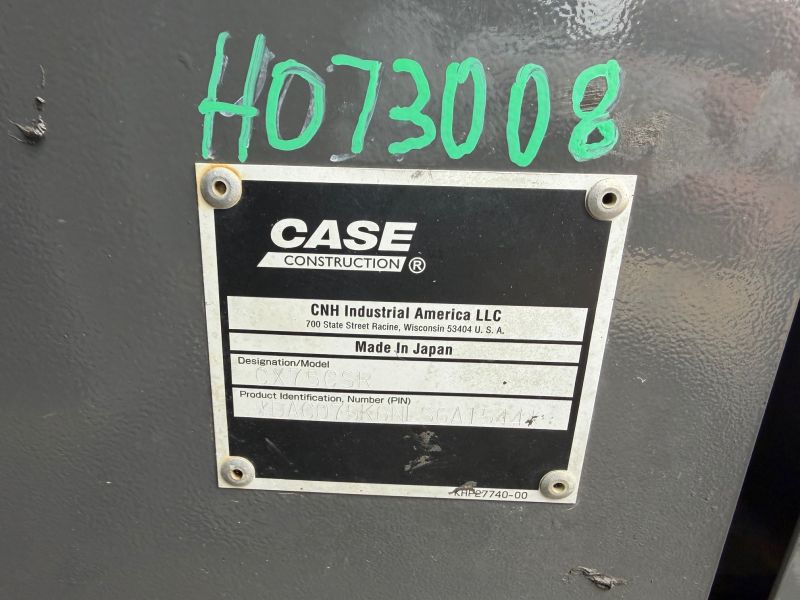 H073008
CASE
CONSTRUCTION ®
CNH Industrial America LLC
700 State Street Racine, Wisconsin 53404 U. S. A.
Made In Japan
Designation/Model
CX75CSR
Product Identification, Number (PIN)
KHP27740-00